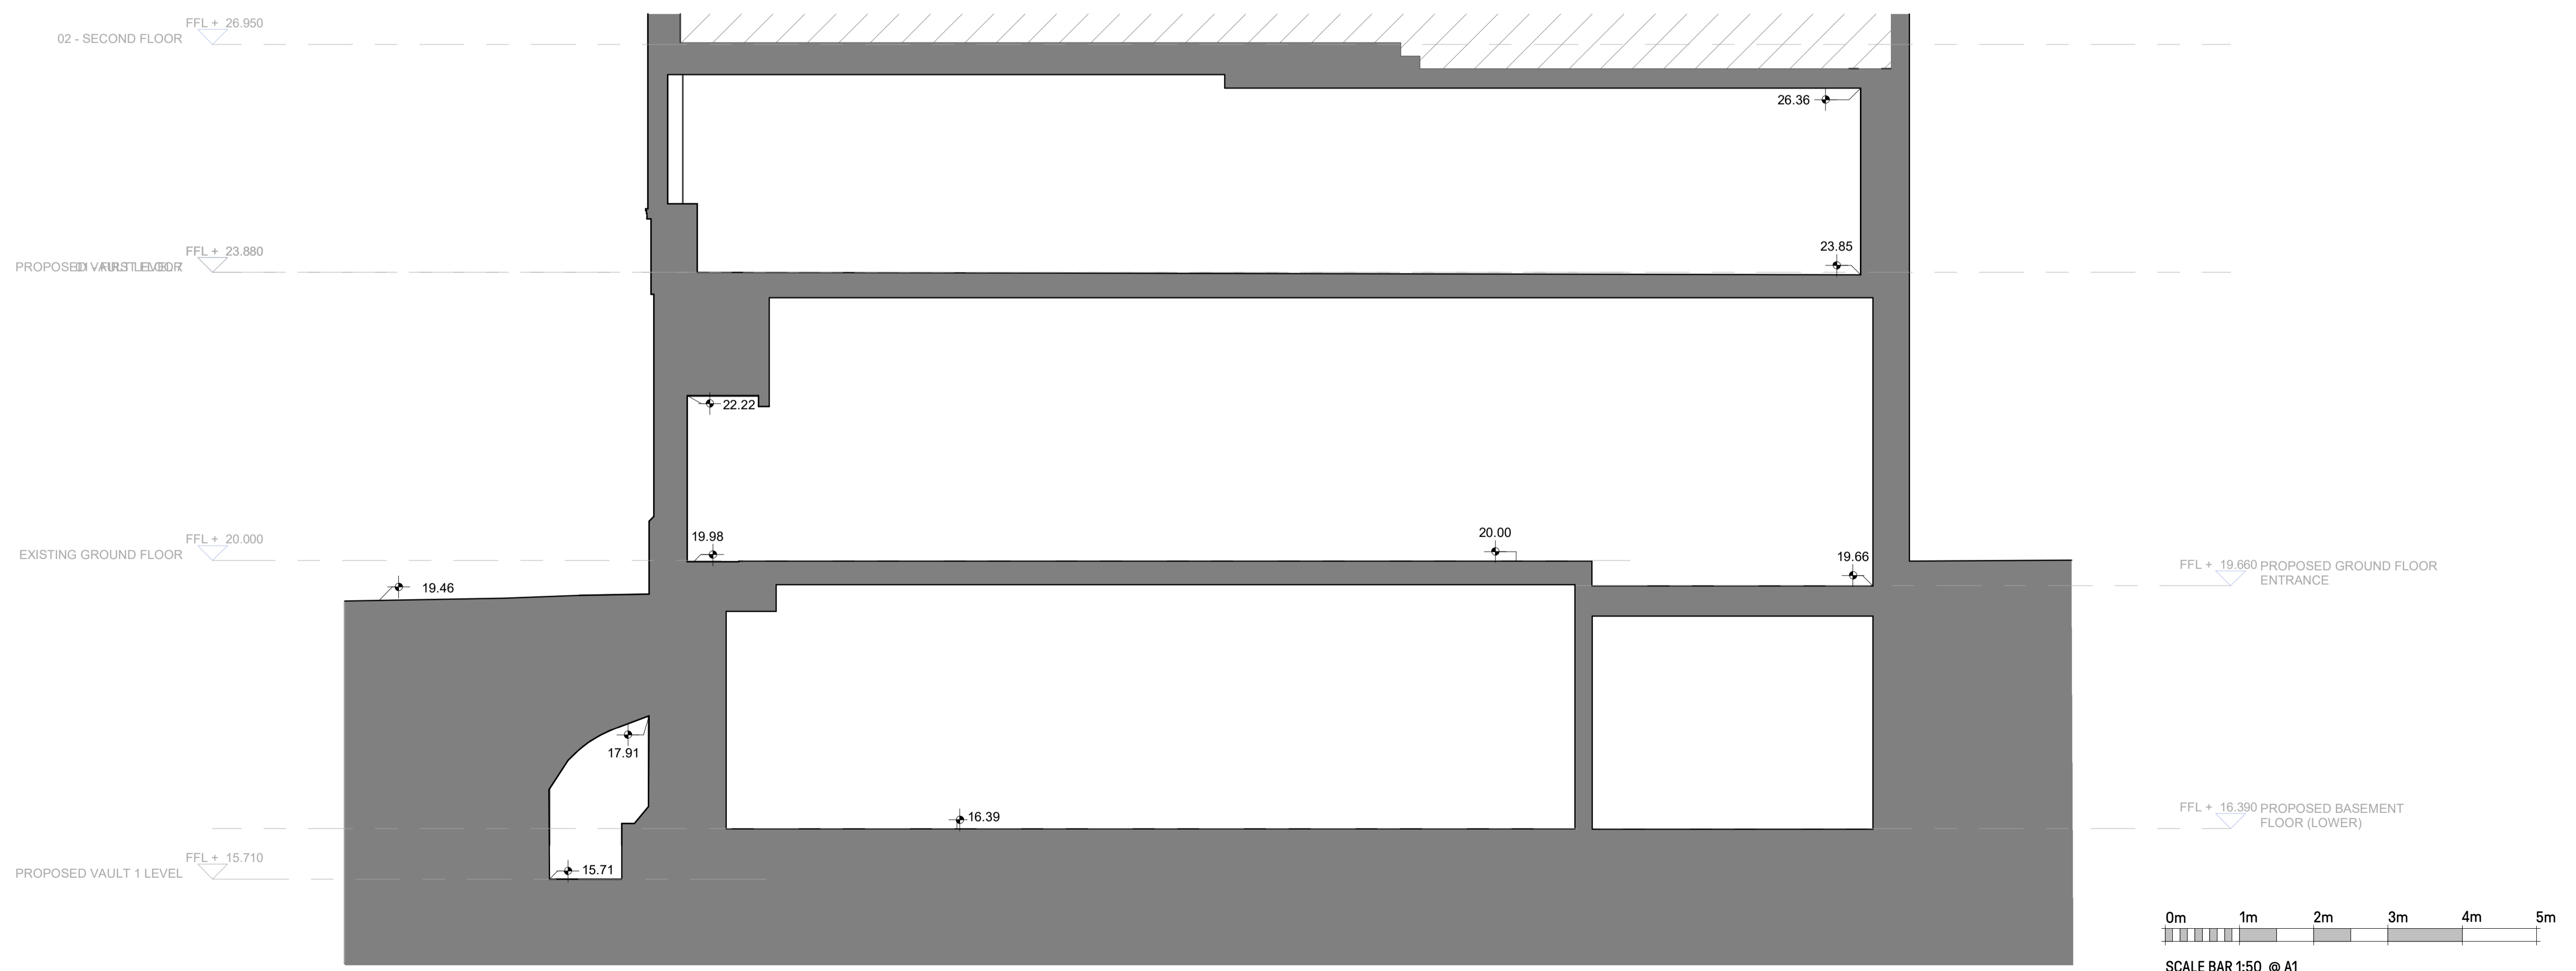 FFL + 26.950
02 - SECOND FLOOR
26.36
FFL + 23.880
23.85
PROPOSED
22.22
FFL + 20.000
EXISTING GROUND FLOOR
19.98
20.00
19.66
FFL + 19.660 PROPOSED GROUND FLOOR
ENTRANCE
19.46
17.91
16.39
FFL + 16.390 PROPOSED BASEMENT
FLOOR (LOWER)
FFL + 15.710
PROPOSED VAULT 1 LEVEL
15.71
0m 1m 2m 3m 4m 5m
SCALE BAR 1:50 @ A1